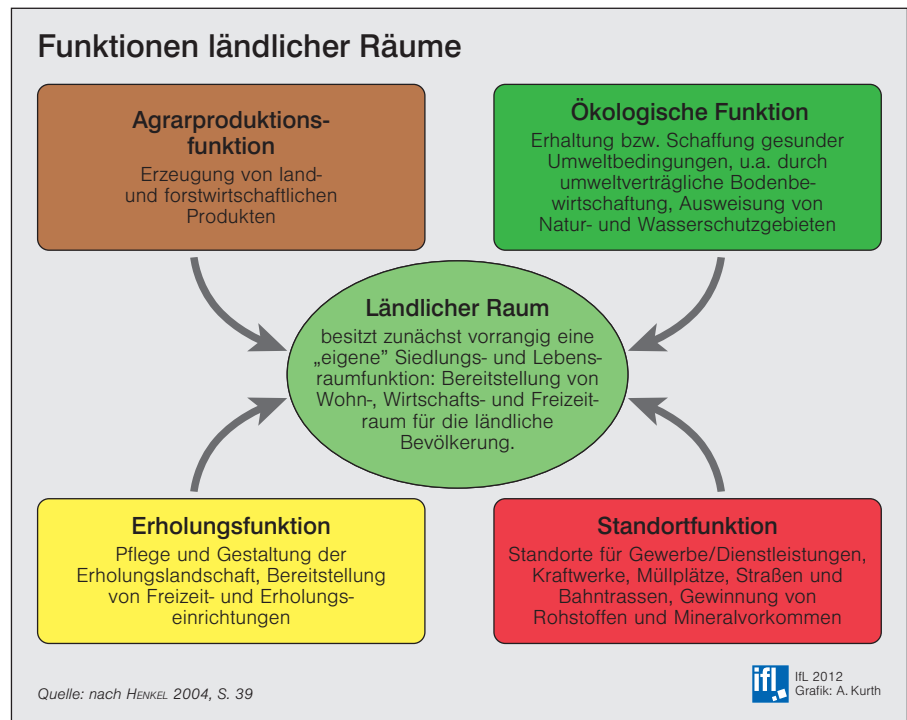 Funktionen ländlicher Räume
Agrarproduktions-
funktion
Erzeugung von land-
und forstwirtschaftlichen
Produkten
Ökologische Funktion
Erhaltung bzw. Schaffung gesunder
Umweltbedingungen, u.a. durch
umweltverträgliche Bodenbe-
wirtschaftung, Ausweisung von
Natur- und Wasserschutzgebieten
Ländlicher Raum
besitzt zunächst vorrangig eine
„eigene” Siedlungs- und Lebens-
raumfunktion: Bereitstellung von
Wohn-, Wirtschafts- und Freizeit-
raum für die ländliche
Bevölkerung.
Erholungsfunktion
Pflege und Gestaltung der
Erholungslandschaft, Bereitstellung
von Freizeit- und Erholungs-
einrichtungen
Standortfunktion
Standorte für Gewerbe/Dienstleistungen,
Kraftwerke, Müllplätze, Straßen und
Bahntrassen, Gewinnung von
Rohstoffen und Mineralvorkommen
Quelle: nach HENKEL 2004, S. 39
ifl
IfL 2012
Grafik: A. Kurth